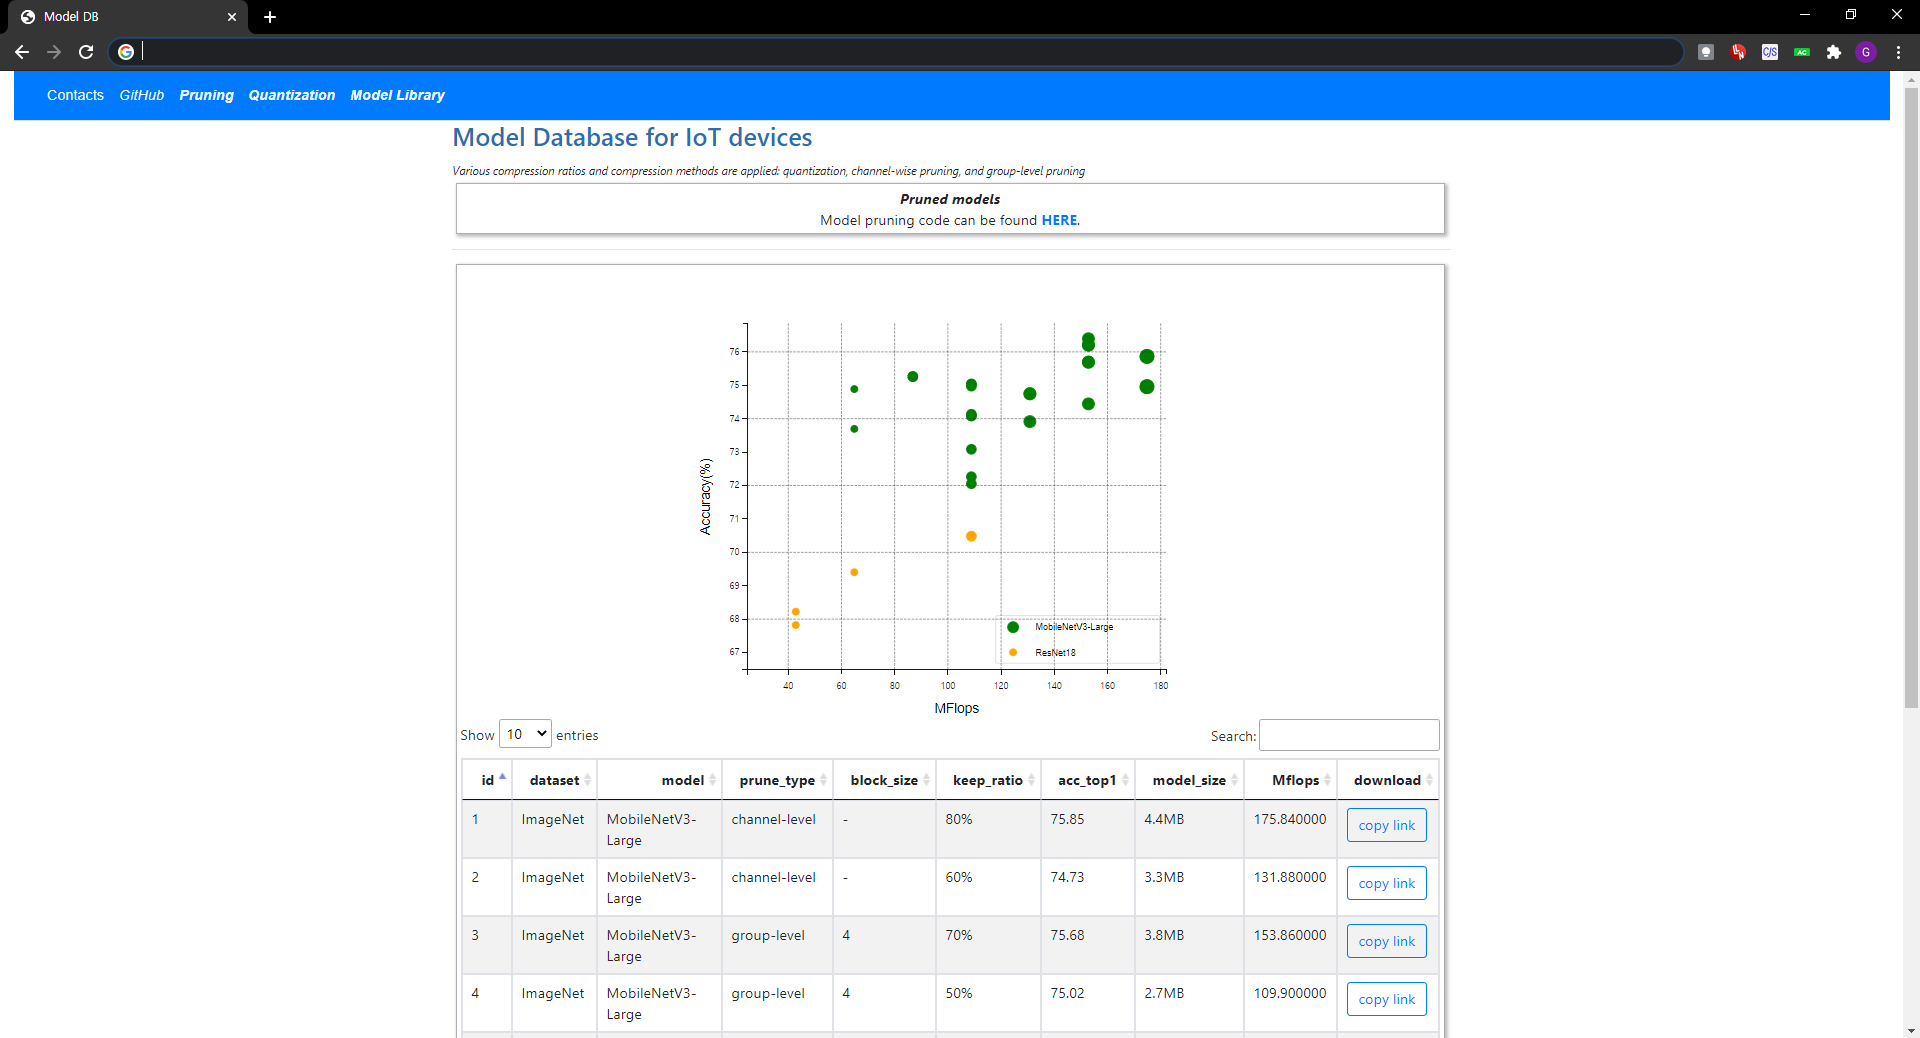 Model DB
G
CJS
AC
G
Contacts GitHub Pruning Quantization Model Library
Model Database for IoT devices
Various compression ratios and compression methods are applied: quantization, channel-wise pruning, and group-level pruning
Pruned models
Model pruning code can be found HERE.
76
75
74
73
72
71
70
69
68
67
Accuracy(%)
MobileNetV3-Large
ResNet18
40 60 80 100 120 140 160 180
MFlops
Show 10 entries
Search:
id dataset model prune_type block_size keep_ratio acc_top1 model_size Mflops download
1 ImageNet MobileNetV3-Large channel-level - 80% 75.85 4.4MB 175.840000 copy link
2 ImageNet MobileNetV3-Large channel-level - 60% 74.73 3.3MB 131.880000 copy link
3 ImageNet MobileNetV3-Large group-level 4 70% 75.68 3.8MB 153.860000 copy link
4 ImageNet MobileNetV3-Large group-level 4 50% 75.02 2.7MB 109.900000 copy link